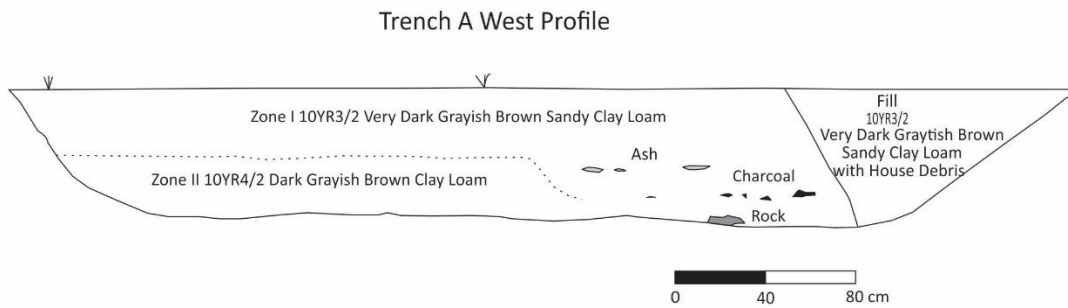 Trench A West Profile
Zone I 10YR3/2 Very Dark Grayish Brown Sandy Clay Loam
Fill
10YR3/2
Very Dark Graytish Brown
Sandy Clay Loam
with House Debris
Ash
Zone II 10YR4/2 Dark Grayish Brown Clay Loam
Charcoal
Rock
0 40 80 cm